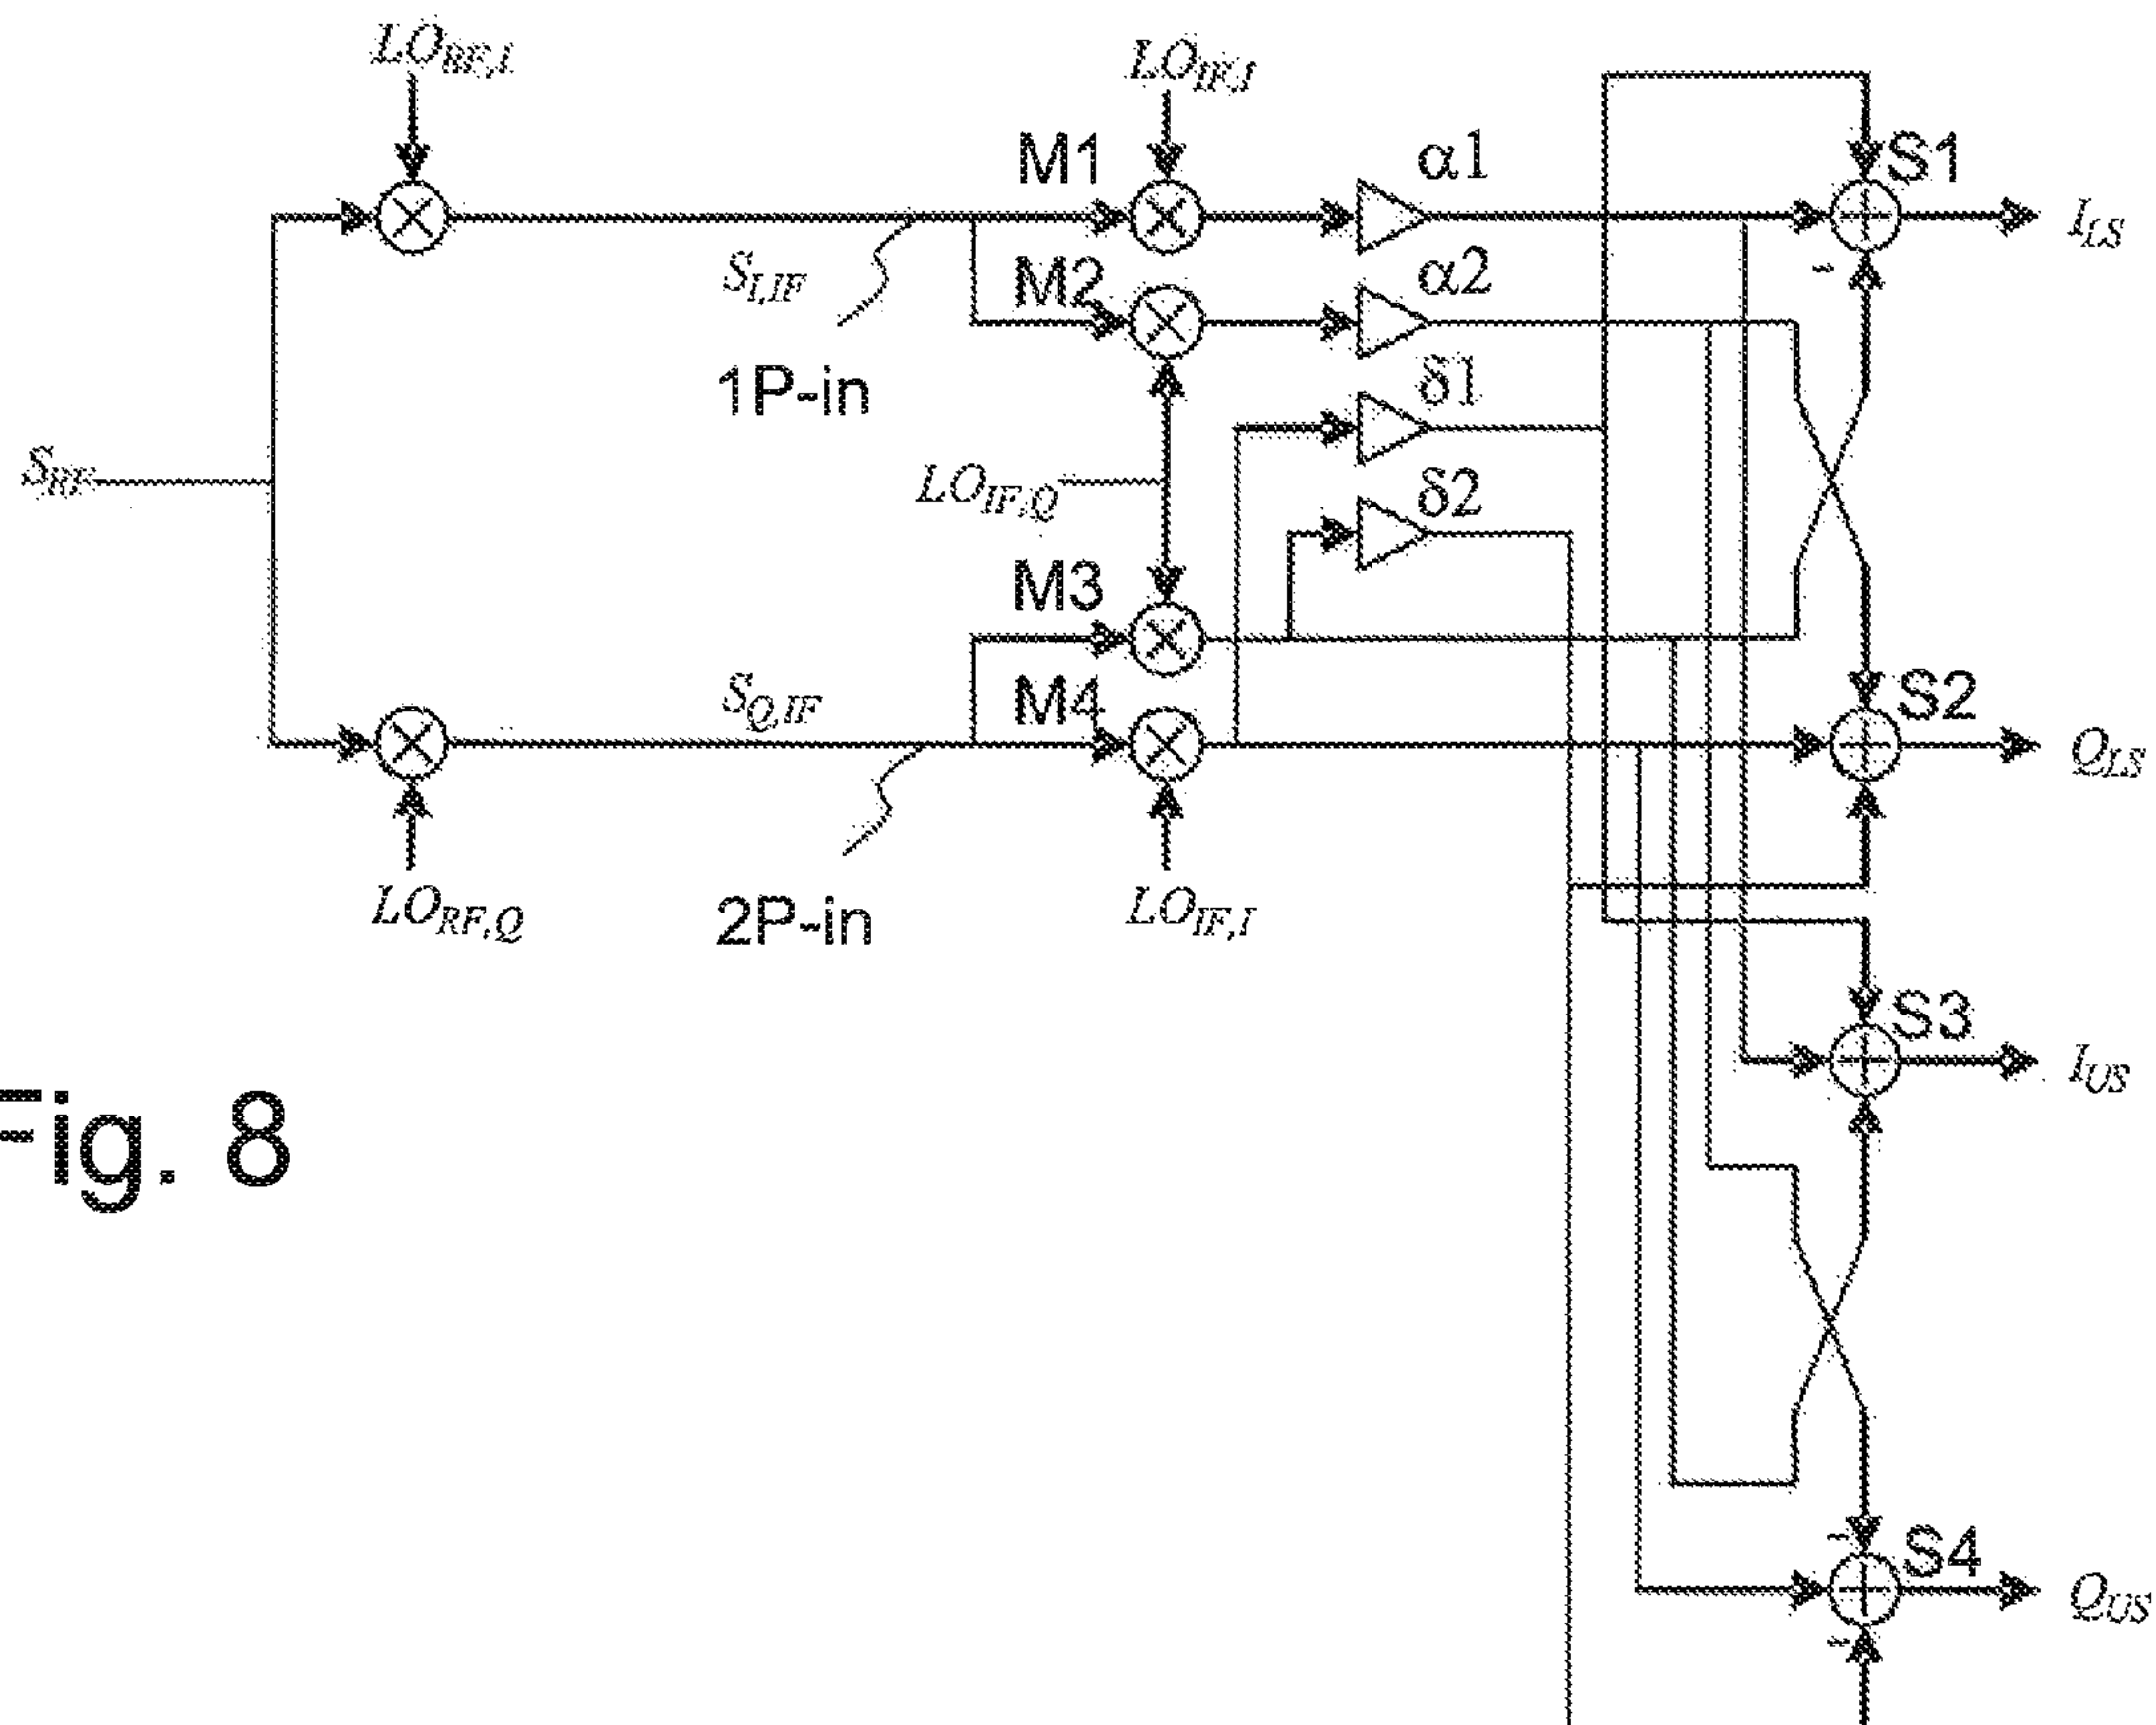 LO_RF,I
LO_IF,I
M1
α1
S1
I_LS
S_I,IF
M2
α2
1P-in
δ1
S_RF
LO_IF,Q
δ2
M3
S_Q,IF
M4
S2
Q_LS
LO_RF,Q
2P-in
LO_IF,I
S3
I_US
Fig. 8
S4
Q_US